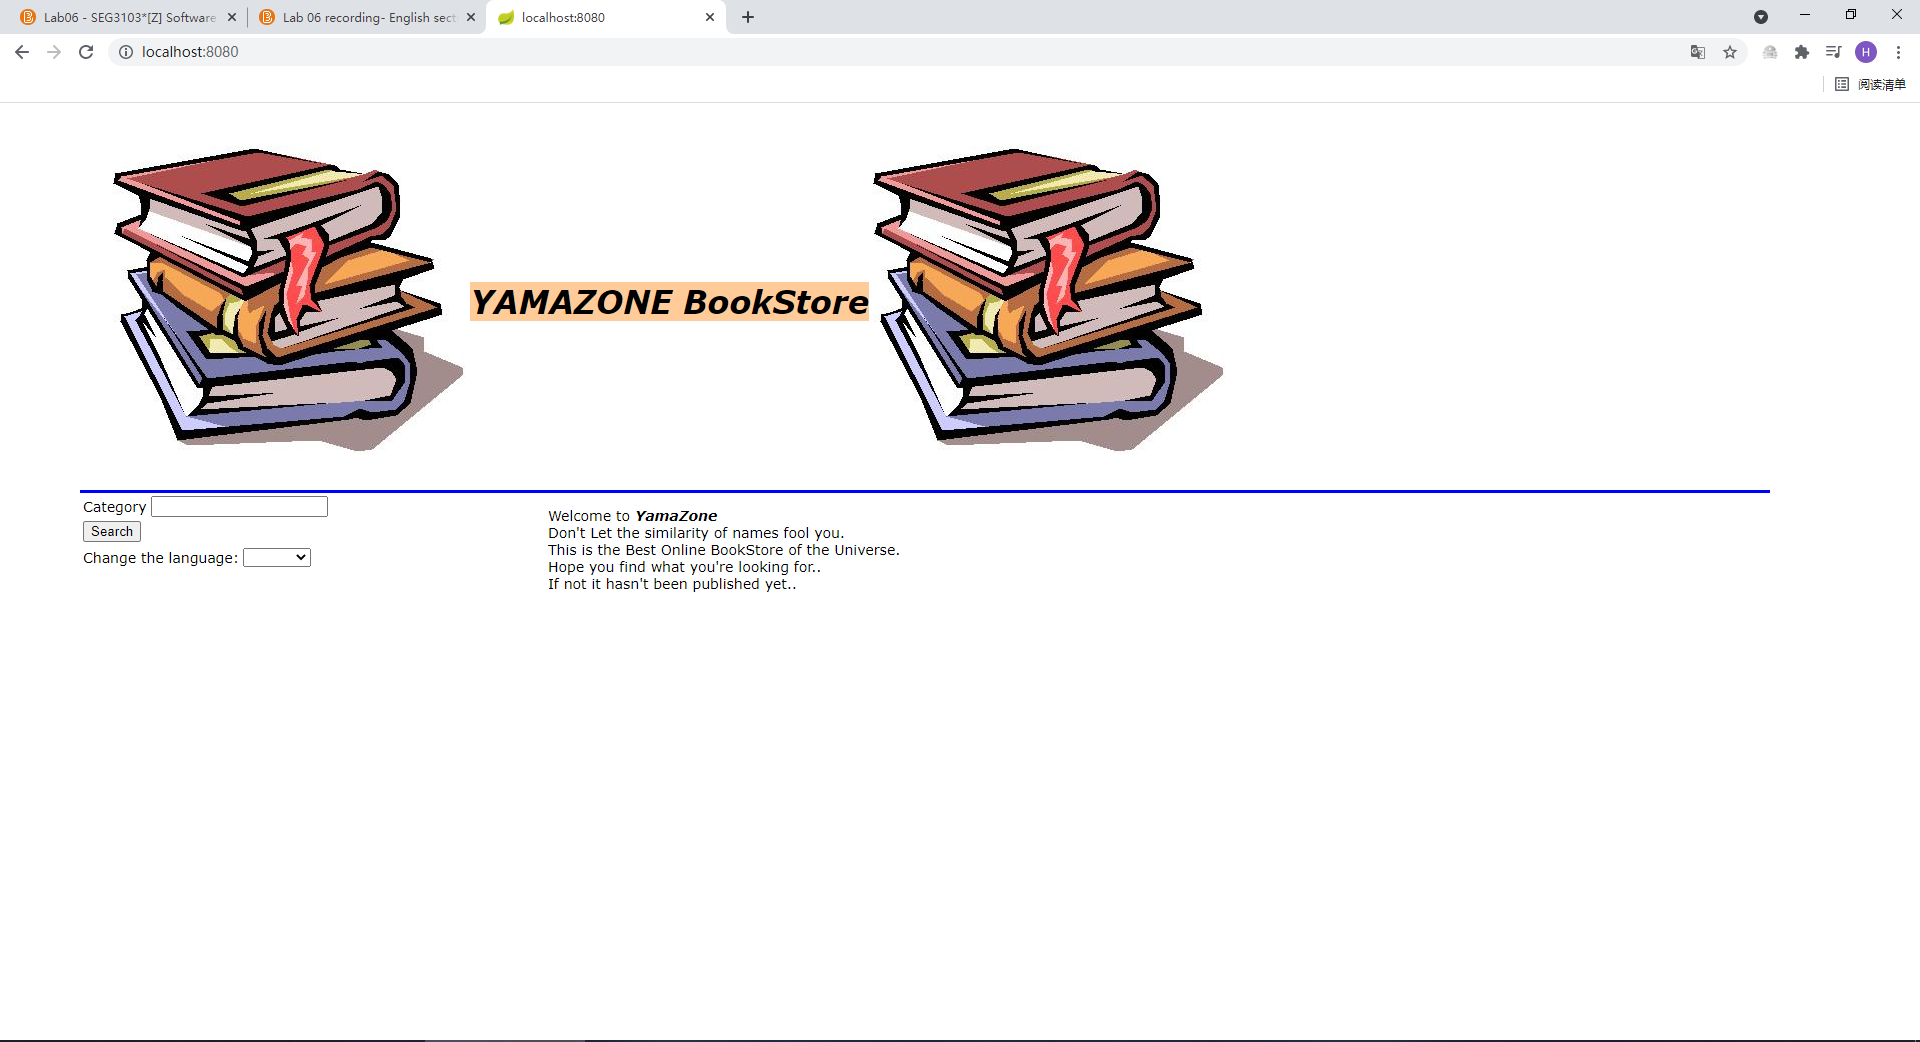 Lab06 - SEG3103*[Z] Software
Lab 06 recording- English sect
localhost:8080
localhost:8080
H
阅读清单
YAMAZONE BookStore
Category
Search
Change the language:
Welcome to YamaZone
Don't Let the similarity of names fool you.
This is the Best Online BookStore of the Universe.
Hope you find what you're looking for..
If not it hasn't been published yet..